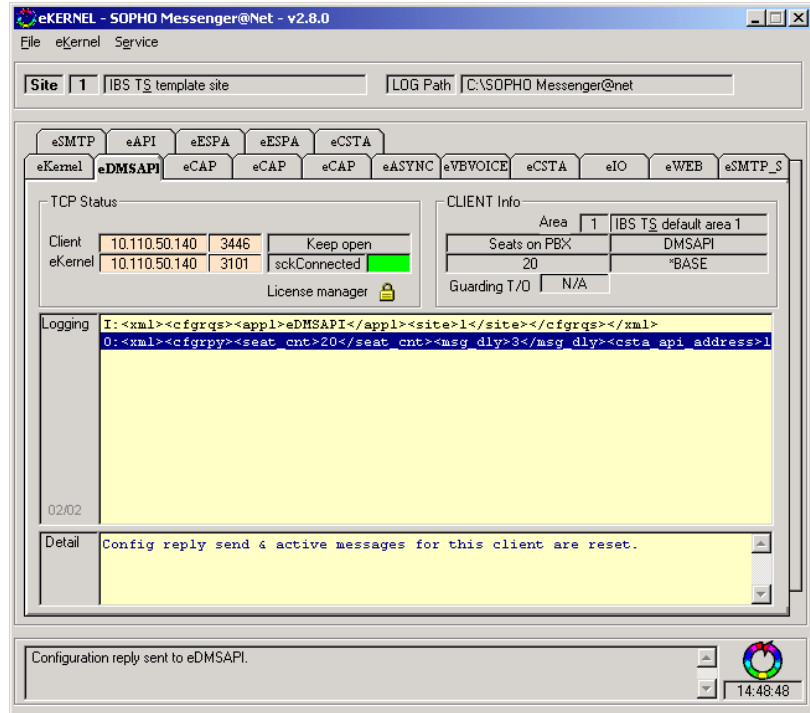 eKERNEL - SOPHO Messenger@Net - v2.8.0
File eKernel Service
Site 1 IBS TS template site LOG Path C:\SOPHO Messenger@net
eSMTP eAPI eESPA eESPA eCSTA
eKernel eDMSAPI eCAP eCAP eCAP eASYNC eVBVOICE eCSTA eIO eWEB eSMTP_S
TCP Status
Client 10.110.50.140 3446 Keep open
eKernel 10.110.50.140 3101 sckConnected
License manager
CLIENT Info
Area 1 IBS TS default area 1
Seats on PBX DMSAPI
20 *BASE
Guarding T/O N/A
Logging
I:<xml><cfgrqs><appl>eDMSAPI</appl><site>1</site></cfgrqs></xml>
O:<xml><cfgrpy><seat_cnt>20</seat_cnt><msg_dly>3</msg_dly><csta_api_address>1
02/02
Detail
Config reply send & active messages for this client are reset.
Configuration reply sent to eDMSAPI.
14:48:48